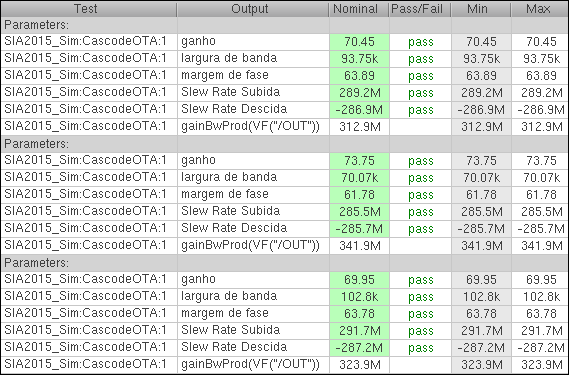 Test Output Nominal Pass/Fail Min Max
Parameters:
SIA2015_Sim:CascodeOTA:1 ganho 70.45 pass 70.45 70.45
SIA2015_Sim:CascodeOTA:1 largura de banda 93.75k pass 93.75k 93.75k
SIA2015_Sim:CascodeOTA:1 margem de fase 63.89 pass 63.89 63.89
SIA2015_Sim:CascodeOTA:1 Slew Rate Subida 289.2M pass 289.2M 289.2M
SIA2015_Sim:CascodeOTA:1 Slew Rate Descida -286.9M pass -286.9M -286.9M
SIA2015_Sim:CascodeOTA:1 gainBwProd(VF("/OUT")) 312.9M 312.9M 312.9M
Parameters:
SIA2015_Sim:CascodeOTA:1 ganho 73.75 pass 73.75 73.75
SIA2015_Sim:CascodeOTA:1 largura de banda 70.07k pass 70.07k 70.07k
SIA2015_Sim:CascodeOTA:1 margem de fase 61.78 pass 61.78 61.78
SIA2015_Sim:CascodeOTA:1 Slew Rate Subida 285.5M pass 285.5M 285.5M
SIA2015_Sim:CascodeOTA:1 Slew Rate Descida -285.7M pass -285.7M -285.7M
SIA2015_Sim:CascodeOTA:1 gainBwProd(VF("/OUT")) 341.9M 341.9M 341.9M
Parameters:
SIA2015_Sim:CascodeOTA:1 ganho 69.95 pass 69.95 69.95
SIA2015_Sim:CascodeOTA:1 largura de banda 102.8k pass 102.8k 102.8k
SIA2015_Sim:CascodeOTA:1 margem de fase 63.78 pass 63.78 63.78
SIA2015_Sim:CascodeOTA:1 Slew Rate Subida 291.7M pass 291.7M 291.7M
SIA2015_Sim:CascodeOTA:1 Slew Rate Descida -287.2M pass -287.2M -287.2M
SIA2015_Sim:CascodeOTA:1 gainBwProd(VF("/OUT")) 323.9M 323.9M 323.9M